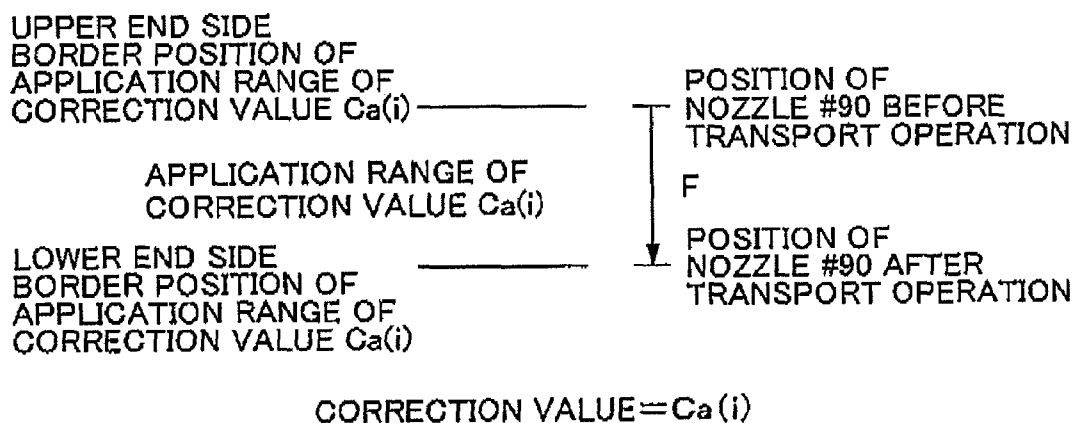 UPPER END SIDE
BORDER POSITION OF
APPLICATION RANGE OF
CORRECTION VALUE Ca(i)
POSITION OF
NOZZLE #90 BEFORE
TRANSPORT OPERATION
APPLICATION RANGE OF
CORRECTION VALUE Ca(i)
F
LOWER END SIDE
BORDER POSITION OF
APPLICATION RANGE OF
CORRECTION VALUE Ca(i)
POSITION OF
NOZZLE #90 AFTER
TRANSPORT OPERATION
CORRECTION VALUE=Ca(i)